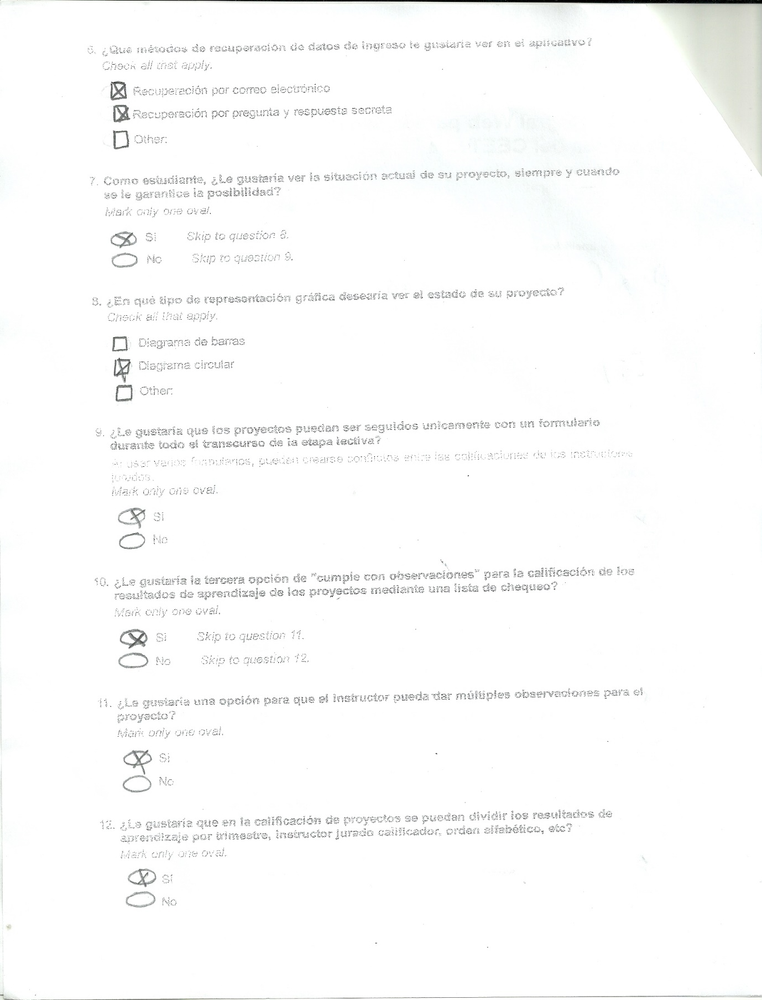 6. ¿Que métodos de recuperación de datos de ingreso te gustaría ver en el aplicativo?
Check all that apply.
Recuperación por correo electrónico
Recuperación por pregunta y respuesta secreta
Other:
7. Como estudiante, ¿Le gustaría ver la situación actual de su proyecto, siempre y cuando
se le garantice la posibilidad?
Mark only one oval.
Si Skip to question 8.
No Skip to question 9.
8. ¿En qué tipo de representación gráfica desearía ver el estado de su proyecto?
Check all that apply.
Diagrama de barras
Diagrama circular
Other:
9. ¿Le gustaría que los proyectos puedan ser seguidos unicamente con un formulario
durante todo el transcurso de la etapa lectiva?
Al usar varios formularios, pueden crearse conflictos entre las calificaciones de los instructores
jurados.
Mark only one oval.
Si
No
10. ¿Le gustaría la tercera opción de "cumple con observaciones" para la calificación de los
resultados de aprendizaje de los proyectos mediante una lista de chequeo?
Mark only one oval.
Si Skip to question 11.
No Skip to question 12.
11. ¿Le gustaría una opción para que el instructor pueda dar múltiples observaciones para el
proyecto?
Mark only one oval.
Si
No
12. ¿Le gustaría que en la calificación de proyectos se puedan dividir los resultados de
aprendizaje por trimestre, instructor jurado calificador, orden alfabético, etc?
Mark only one oval.
Sí
No